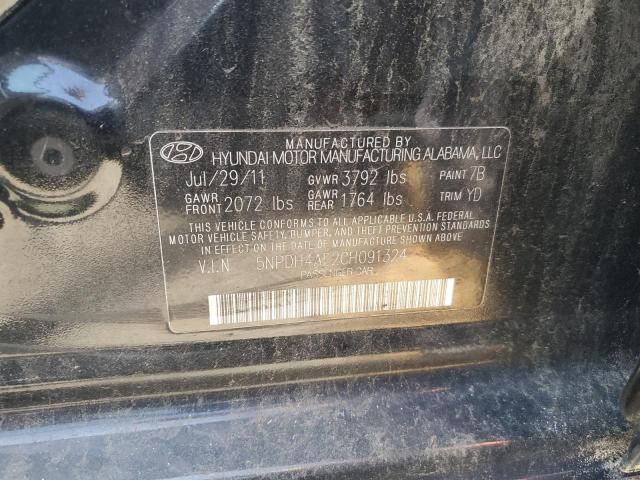 MANUFACTURED BY
HYUNDAI MOTOR MANUFACTURING ALABAMA, LLC
Jul/29/11 GVWR 3792 lbs PAINT 7B
GAWR FRONT 2072 lbs GAWR REAR 1764 lbs TRIM YD
THIS VEHICLE CONFORMS TO ALL APPLICABLE U.S.A. FEDERAL
MOTOR VEHICLE SAFETY, BUMPER, AND THEFT PREVENTION STANDARDS
IN EFFECT ON THE DATE OF MANUFACTURE SHOWN ABOVE.
V.I.N 5NPDH4AE2CH091324
PASSENGER CAR